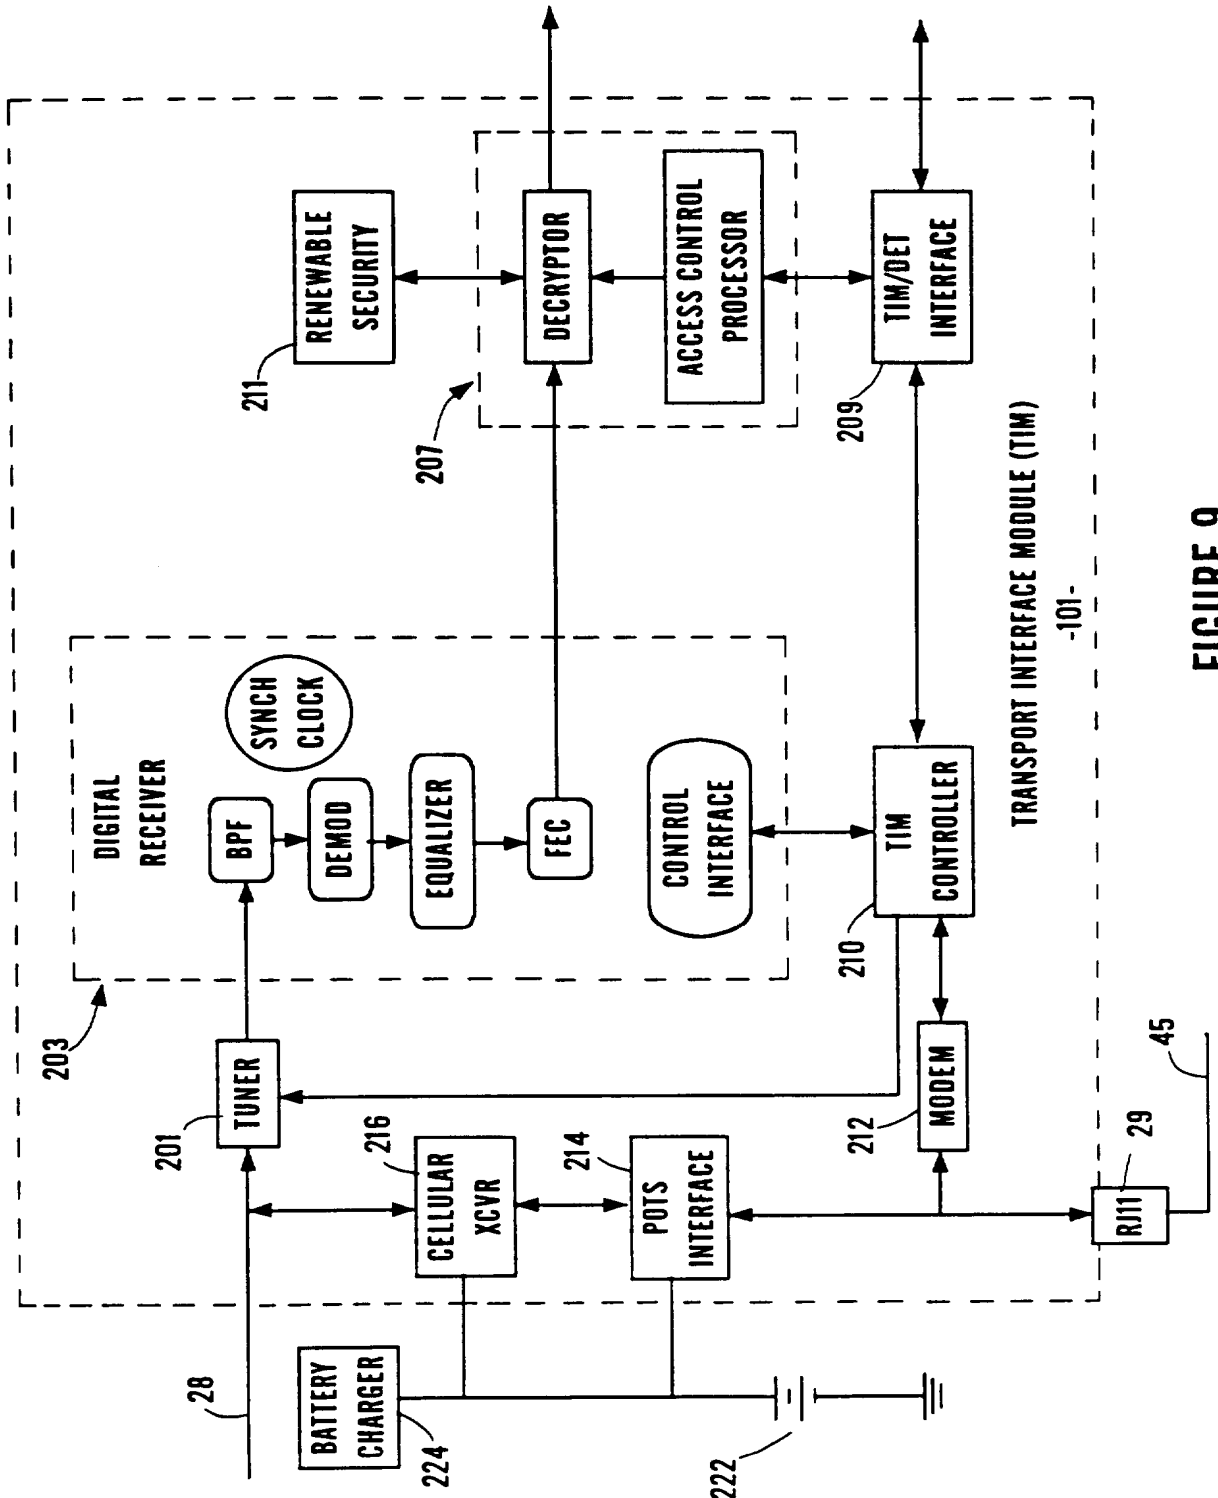 28
BATTERY
CHARGER
224
222
203
201
TUNER
216
CELLULAR
XCVR
214
POTS
INTERFACE
212
MODEM
RJ11
29
45
DIGITAL
RECEIVER
BPF
SYNCH
CLOCK
DEMOD
EQUALIZER
FEC
CONTROL
INTERFACE
210
TIM
CONTROLLER
211
RENEWABLE
SECURITY
207
DECRYPTOR
ACCESS CONTROL
PROCESSOR
209
TIM/DET
INTERFACE
TRANSPORT INTERFACE MODULE (TIM)
-101-
FIGURE 9